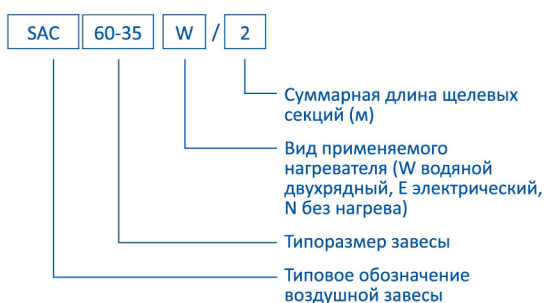 SAC 60-35 W / 2
Суммарная длина щелевых
секций (м)
Вид применяемого
нагревателя (W водяной
двухрядный, Е электрический,
N без нагрева)
Типоразмер завесы
Типовое обозначение
воздушной завесы